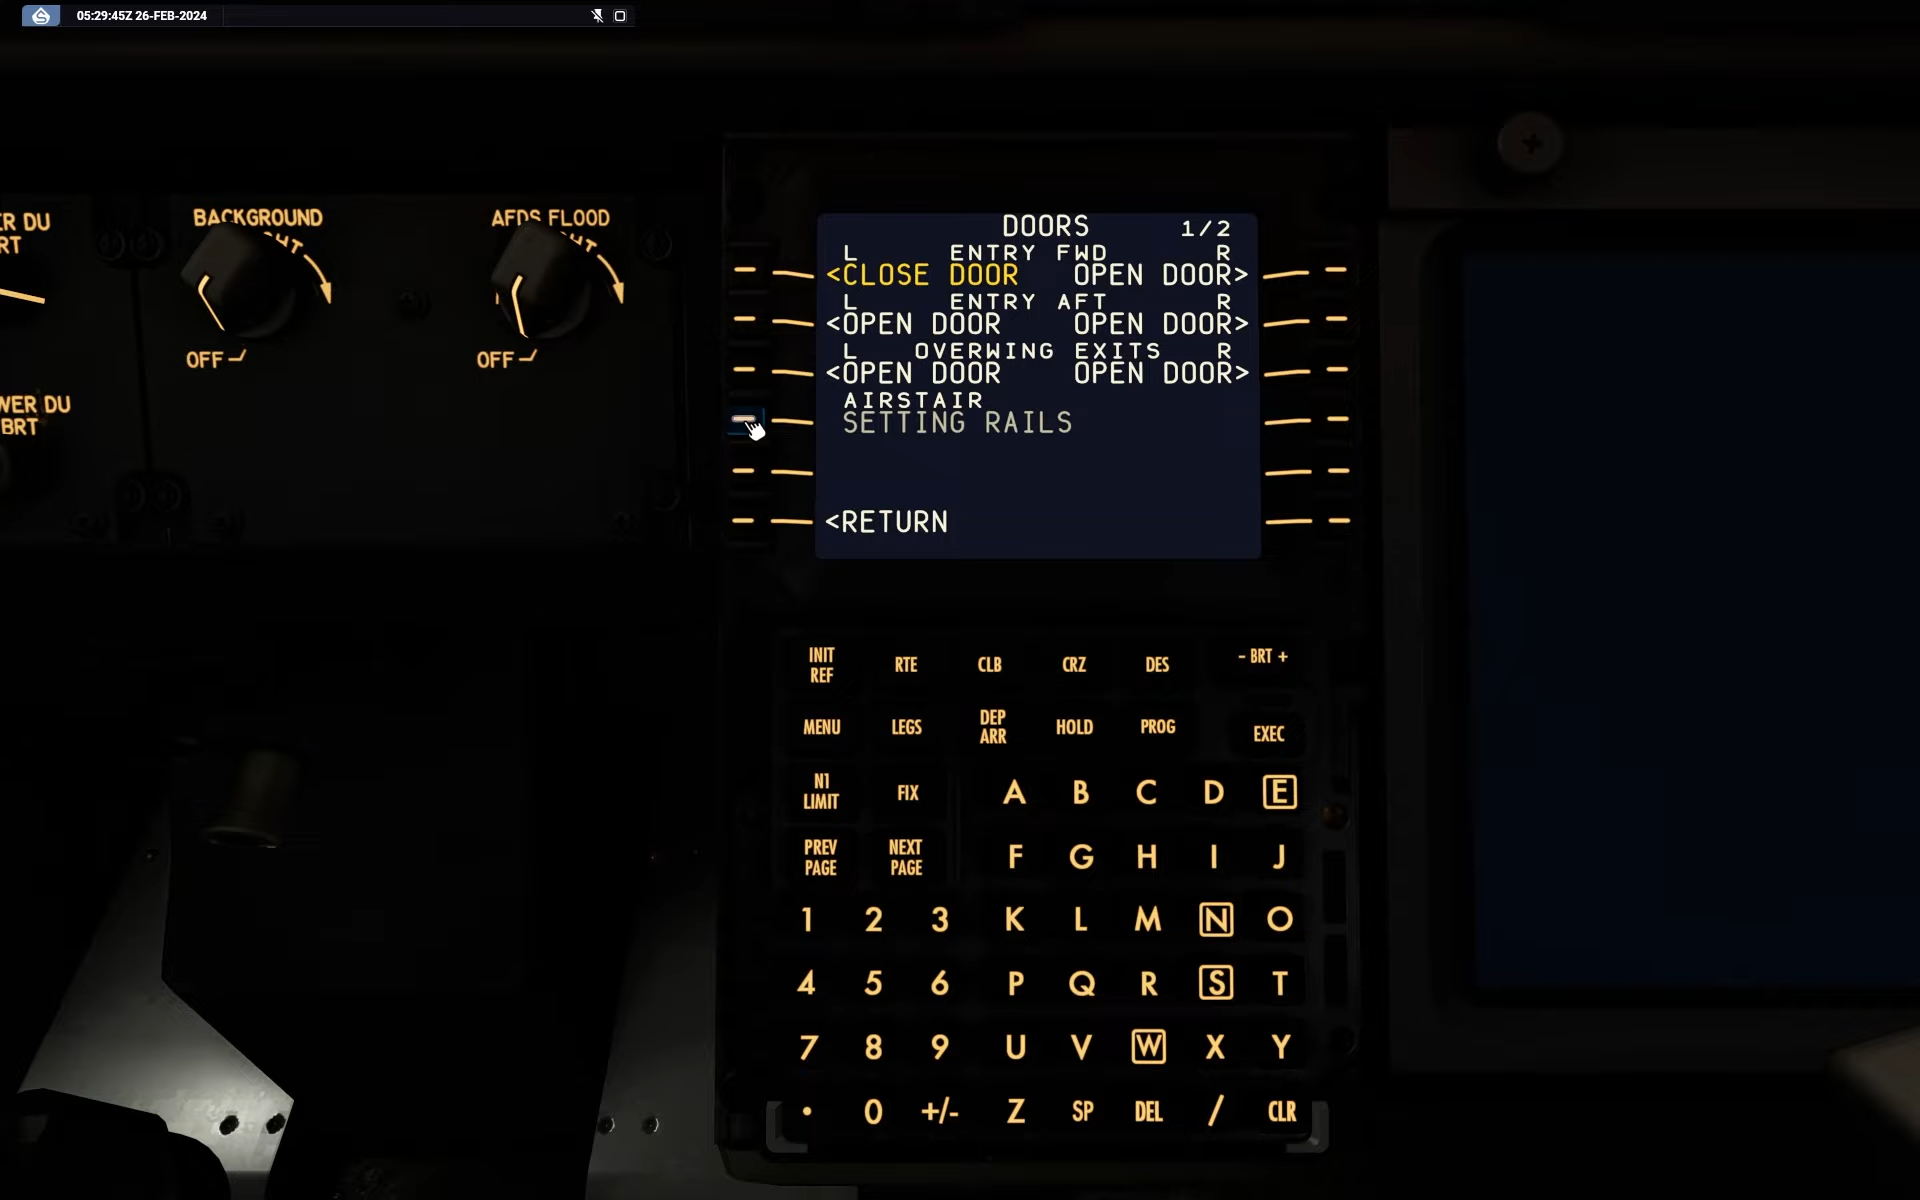 05:29:45Z 26-FEB-2024
ER DU
RT
BACKGROUND
OFF
AFDS FLOOD
OFF
WER DU
BRT
DOORS 1/2
L ENTRY FWD R
<CLOSE DOOR OPEN DOOR>
L ENTRY AFT R
<OPEN DOOR OPEN DOOR>
L OVERWING EXITS R
<OPEN DOOR OPEN DOOR>
AIRSTAIR
SETTING RAILS
<RETURN
INIT REF RTE CLB CRZ DES - BRT +
MENU LEGS DEP ARR HOLD PROG EXEC
N1 LIMIT FIX A B C D E
PREV PAGE NEXT PAGE F G H I J
1 2 3 K L M N O
4 5 6 P Q R S T
7 8 9 U V W X Y
. 0 +/- Z SP DEL / CLR